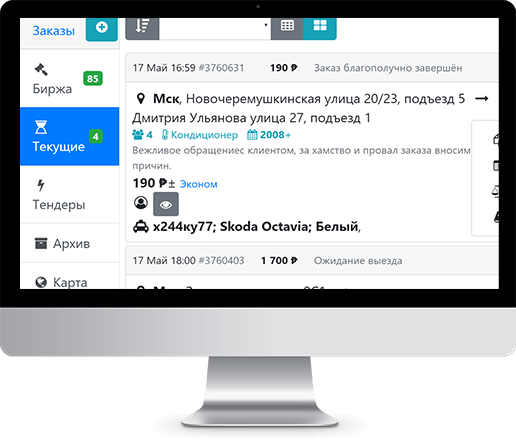 Заказы
Биржа 85
Текущие 4
Тендеры
Архив
Карта
17 Май 16:59 #3760631 190 ₽ Заказ благополучно завершён
Мск, Новочеремушкинская улица 20/23, подъезд 5 →
Дмитрия Ульянова улица 27, подъезд 1
4 Кондиционер 2008+
Вежливое обращениес клиентом, за хамство и провал заказа вносим
причин.
190 ₽± Эконом
х244ку77; Skoda Octavia; Белый,
17 Май 18:00 #3760403 1 700 ₽ Ожидание выезда